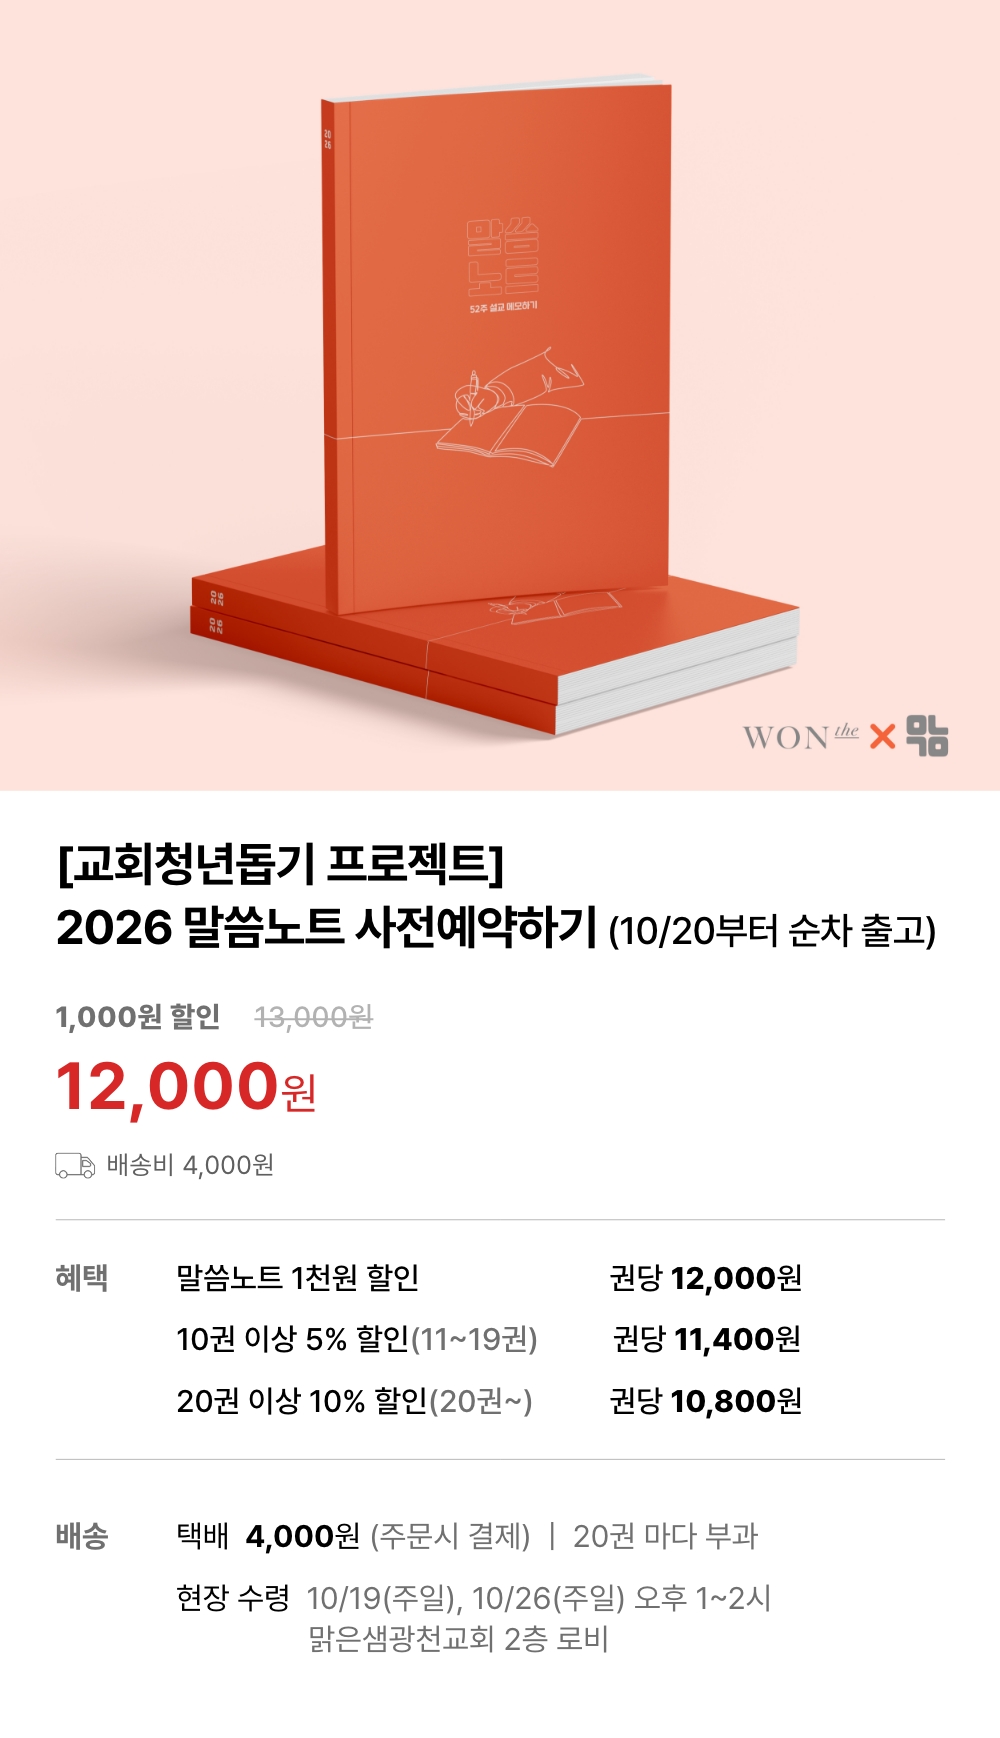 20
26
말씀
노트
52주 설교 메모하기
2026
2026
WON the X 맑음
[교회청년돕기 프로젝트]
2026 말씀노트 사전예약하기 (10/20부터 순차 출고)
1,000원 할인 13,000원
12,000원
배송비 4,000원
혜택 말씀노트 1천원 할인 권당 12,000원
10권 이상 5% 할인(11~19권) 권당 11,400원
20권 이상 10% 할인(20권~) 권당 10,800원
배송 택배 4,000원 (주문시 결제) | 20권 마다 부과
현장 수령 10/19(주일), 10/26(주일) 오후 1~2시
맑은샘광천교회 2층 로비